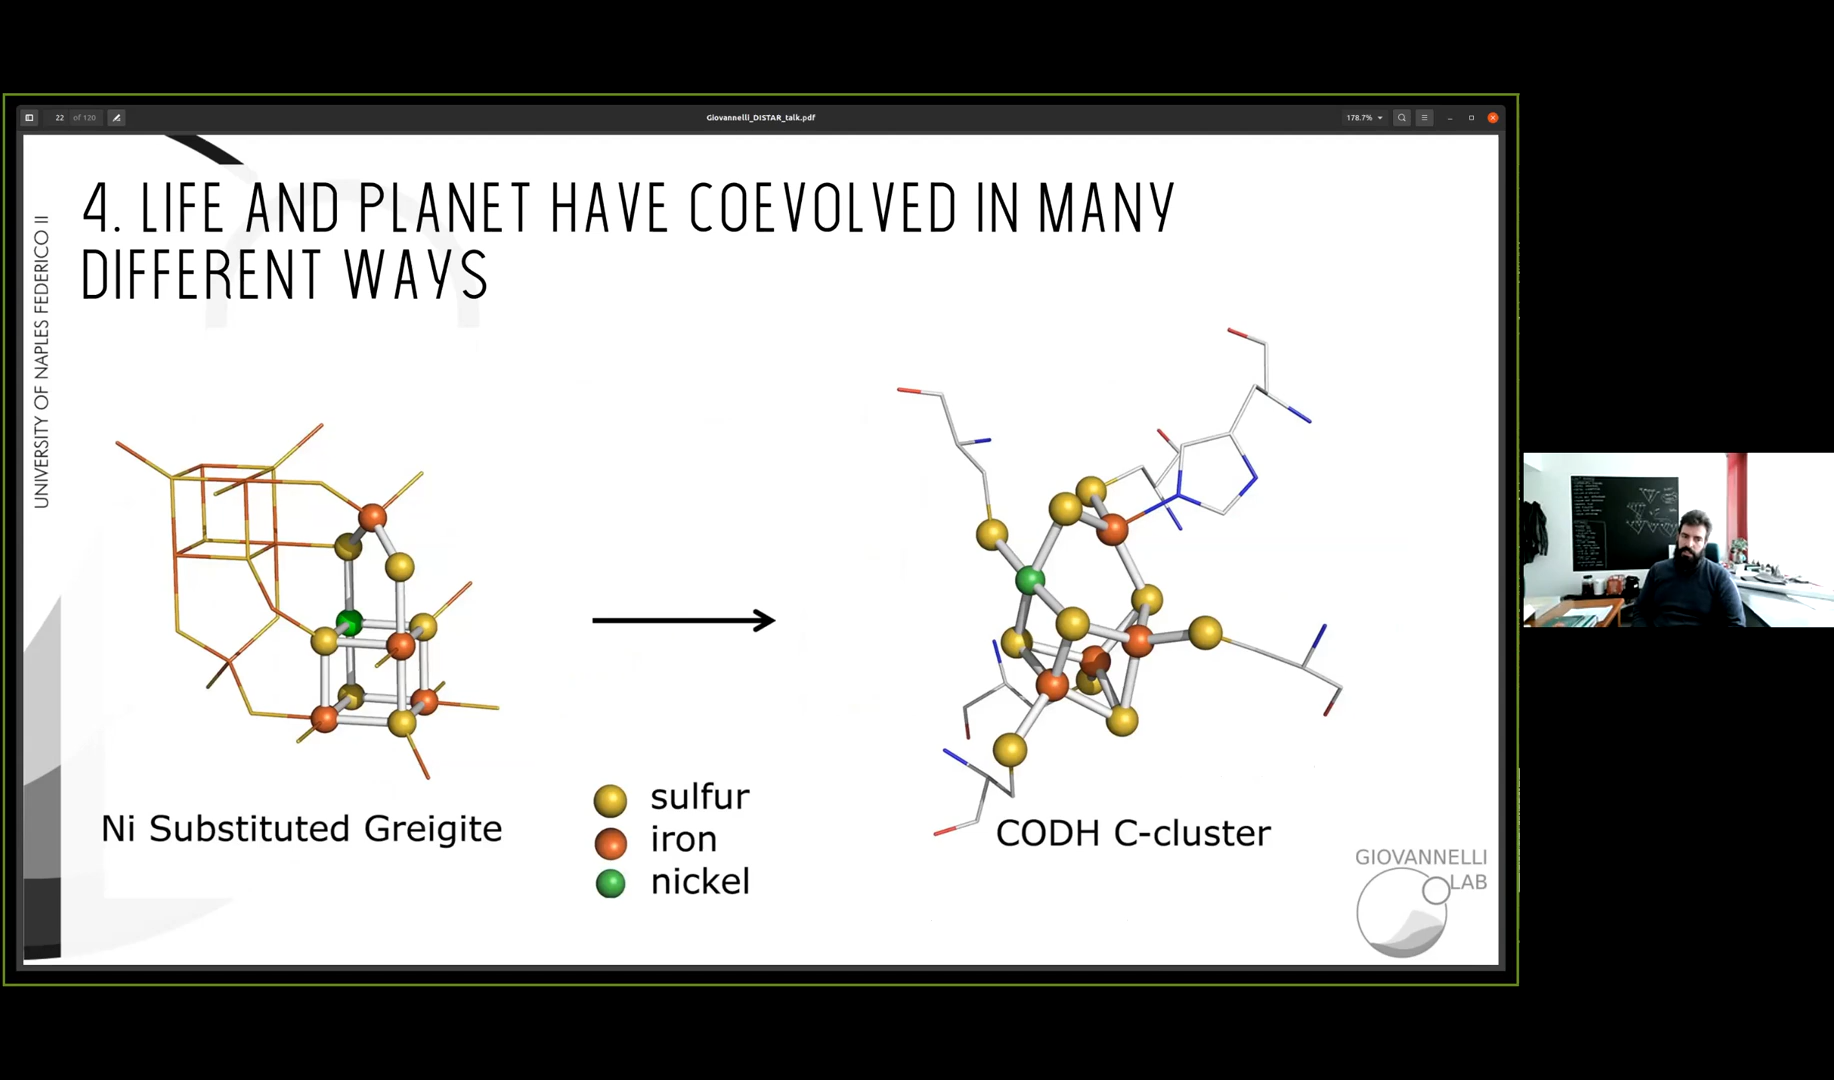 22 of 120
Giovannelli_DISTAR_talk.pdf
178.7%
UNIVERSITY OF NAPLES FEDERICO II
4. LIFE AND PLANET HAVE COEVOLVED IN MANY
DIFFERENT WAYS
Ni Substituted Greigite
sulfur
iron
nickel
CODH C-cluster
GIOVANNELLI
LAB